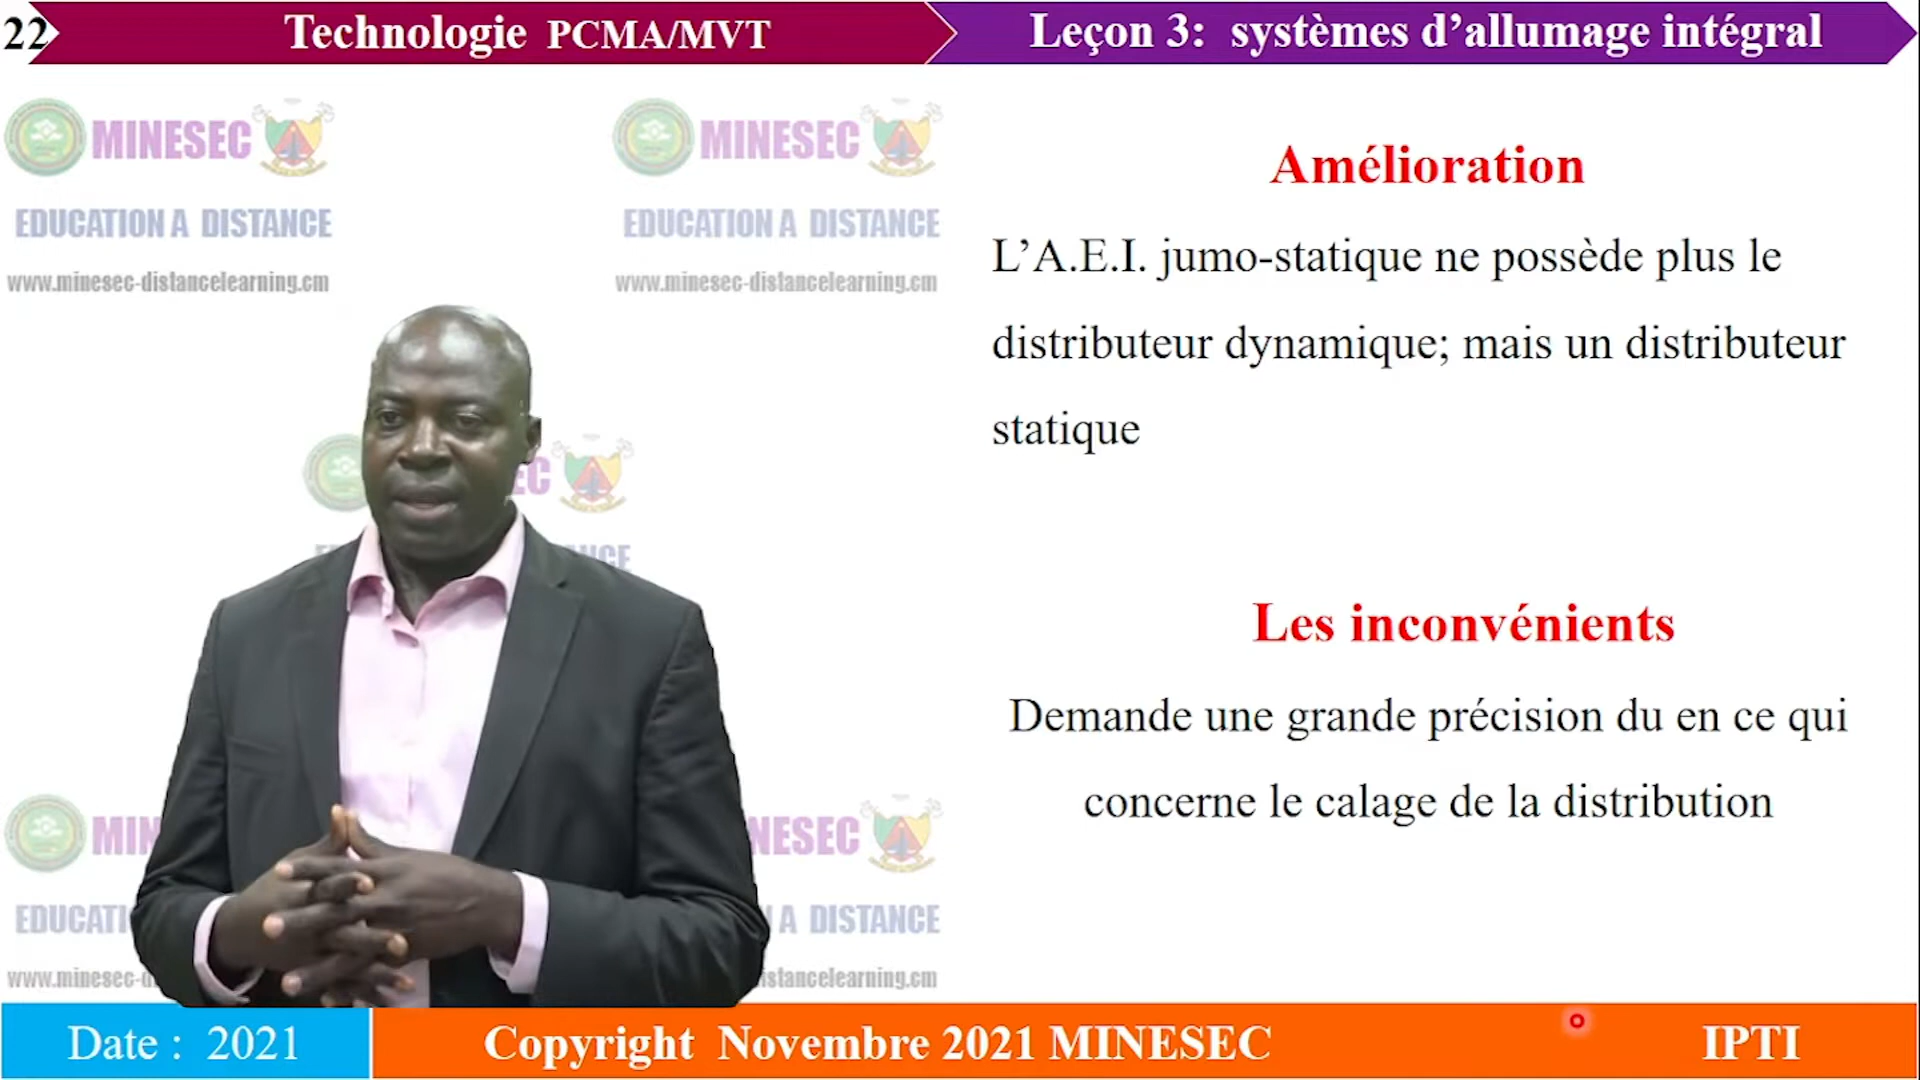 22
Technologie PCMA/MVT
Leçon 3: systèmes d’allumage intégral
MINESEC
MINESEC
EDUCATION A DISTANCE
EDUCATION A DISTANCE
www.minesec-distancelearning.cm
www.minesec-distancelearning.cm
Amélioration
L’A.E.I. jumo-statique ne possède plus le
distributeur dynamique; mais un distributeur
statique
Les inconvénients
Demande une grande précision du en ce qui
concerne le calage de la distribution
Date : 2021
Copyright Novembre 2021 MINESEC
IPTI